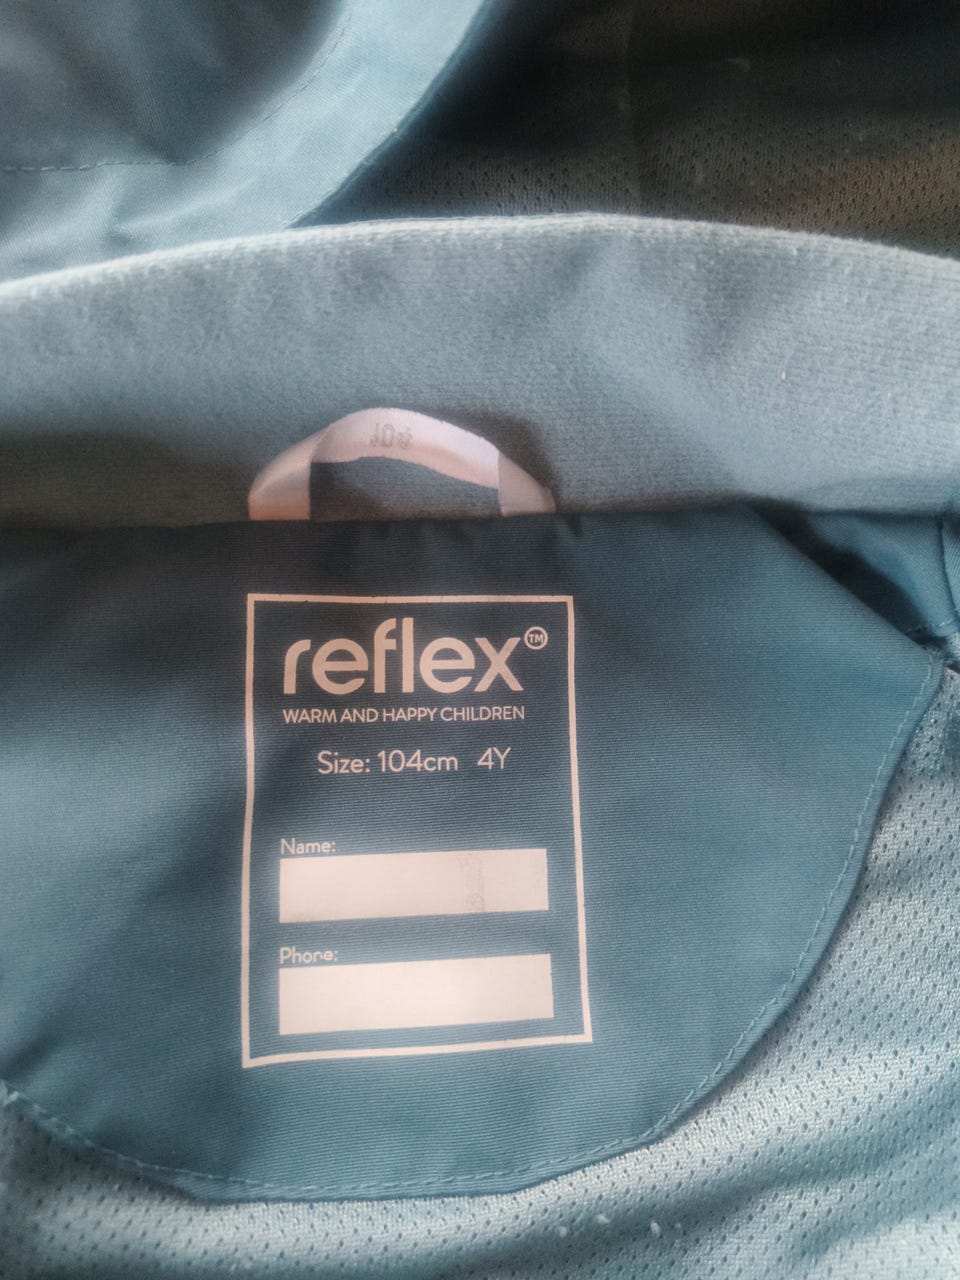 reflex™
WARM AND HAPPY CHILDREN
Size: 104cm 4Y
Name:
Phone: